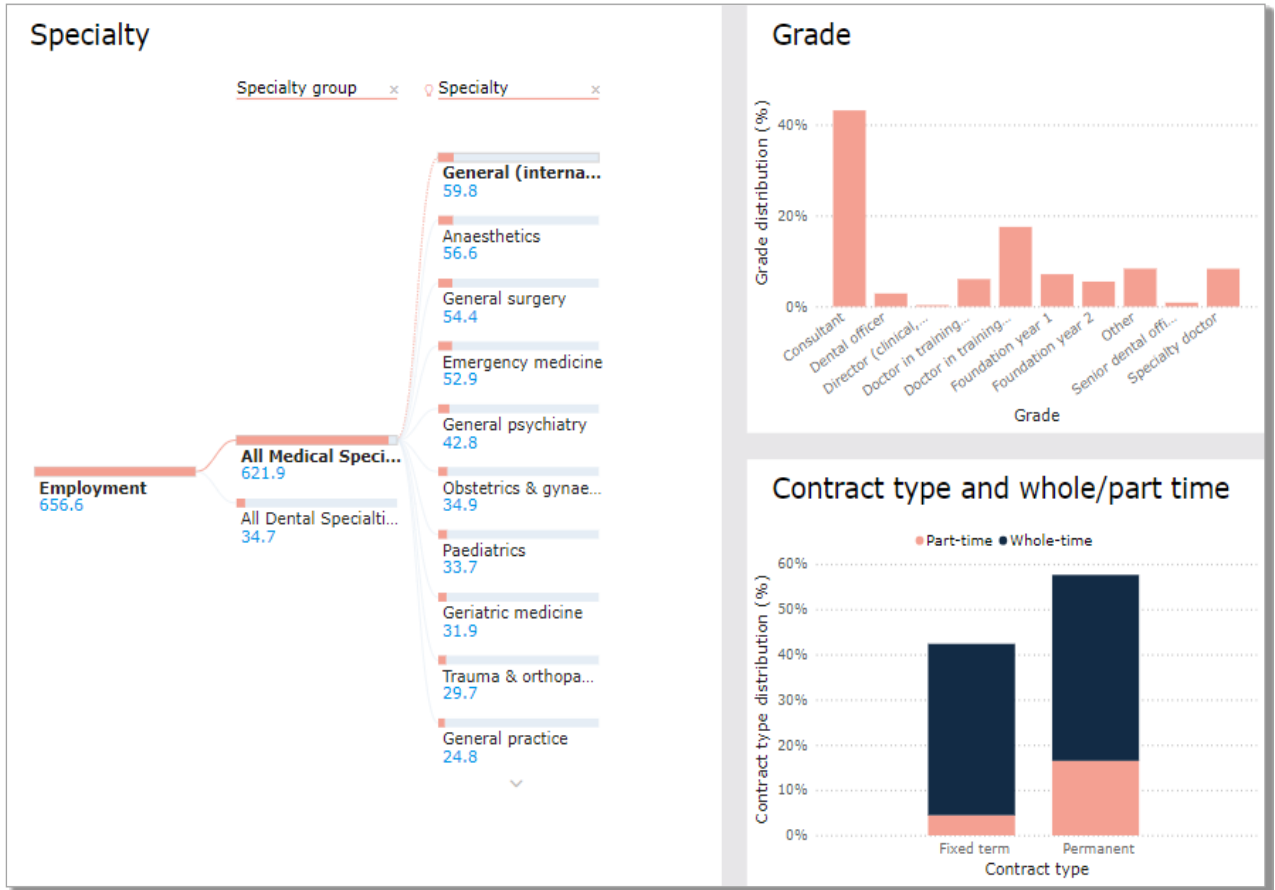 Specialty
Specialty group ×
Specialty ×
General (interna...
59.8
Anaesthetics
56.6
General surgery
54.4
Emergency medicine
52.9
General psychiatry
42.8
All Medical Speci...
621.9
Employment
656.6
Obstetrics & gynae...
34.9
All Dental Specialti...
34.7
Paediatrics
33.7
Geriatric medicine
31.9
Trauma & orthopa...
29.7
General practice
24.8
Grade
Grade distribution (%)
40%
20%
0%
Consultant
Dental officer
Director (clinical,...
Doctor in training...
Doctor in training...
Foundation year 1
Foundation year 2
Other
Senior dental offi...
Specialty doctor
Grade
Contract type and whole/part time
Part-time Whole-time
Contract type distribution (%)
60%
50%
40%
30%
20%
10%
0%
Fixed term
Permanent
Contract type